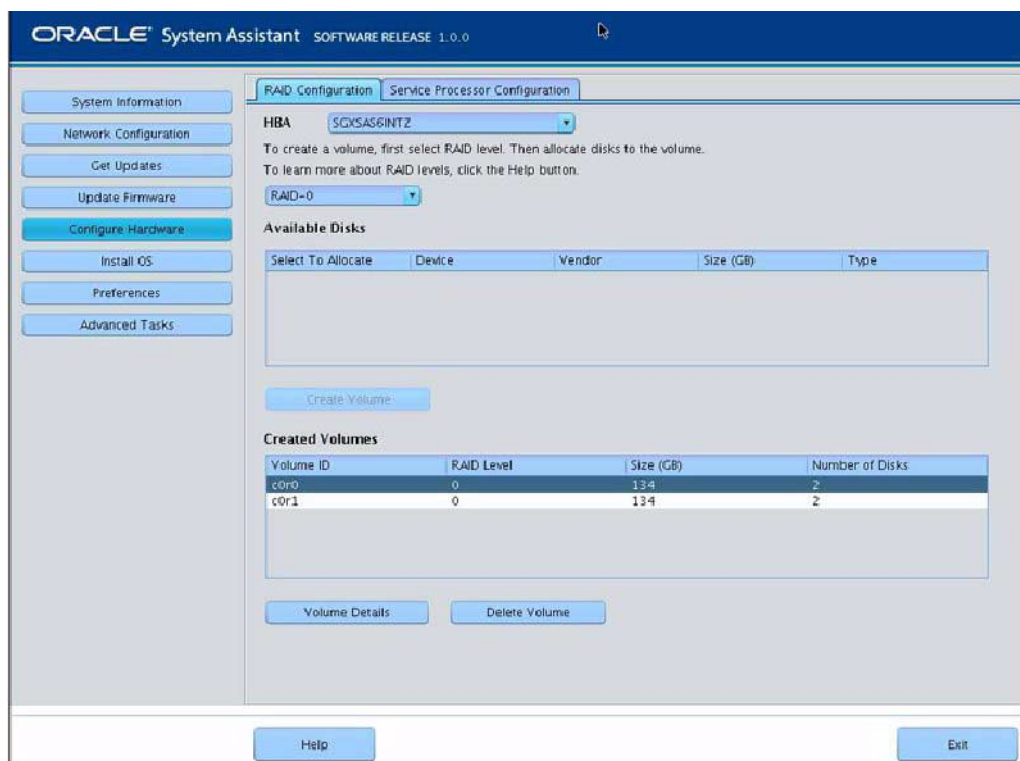 ORACLE System Assistant SOFTWARE RELEASE 1.0.0
System Information
Network Configuration
Get Updates
Update Firmware
Configure Hardware
Install OS
Preferences
Advanced Tasks
RAID Configuration Service Processor Configuration
HBA SGXSAS6INTZ
To create a volume, first select RAID level. Then allocate disks to the volume.
To learn more about RAID levels, click the Help button.
RAID-0
Available Disks
Select To Allocate Device Vendor Size (GB) Type
Create Volume
Created Volumes
Volume ID RAID Level Size (GB) Number of Disks
c0r0 0 134 2
c0r1 0 134 2
Volume Details Delete Volume
Help Exit